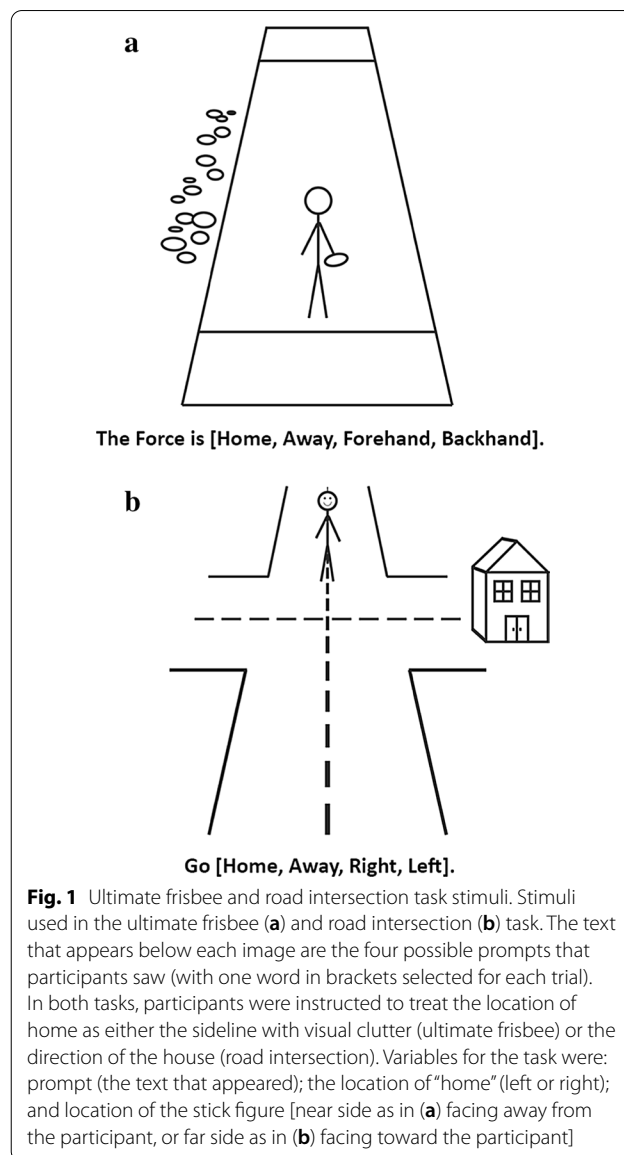 a
The Force is [Home, Away, Forehand, Backhand].
b
Go [Home, Away, Right, Left].
Fig. 1 Ultimate frisbee and road intersection task stimuli. Stimuli
used in the ultimate frisbee (a) and road intersection (b) task. The text
that appears below each image are the four possible prompts that
participants saw (with one word in brackets selected for each trial).
In both tasks, participants were instructed to treat the location of
home as either the sideline with visual clutter (ultimate frisbee) or the
direction of the house (road intersection). Variables for the task were:
prompt (the text that appeared); the location of “home” (left or right);
and location of the stick figure [near side as in (a) facing away from
the participant, or far side as in (b) facing toward the participant]